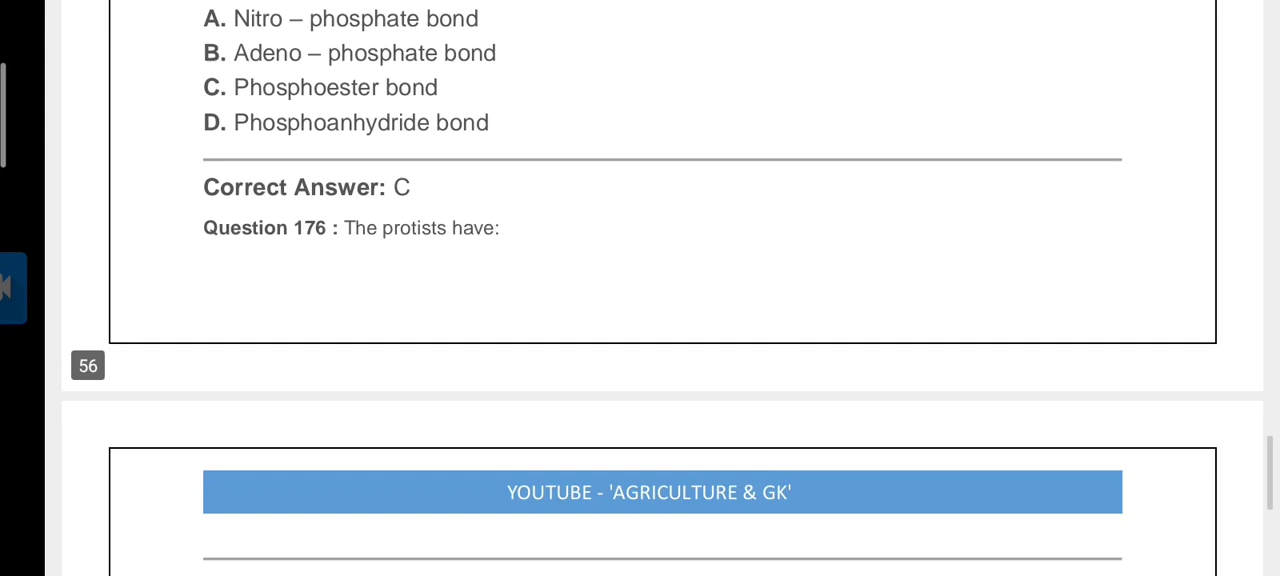 A. Nitro – phosphate bond
B. Adeno – phosphate bond
C. Phosphoester bond
D. Phosphoanhydride bond
Correct Answer: C
Question 176 : The protists have:
56
YOUTUBE - 'AGRICULTURE & GK'